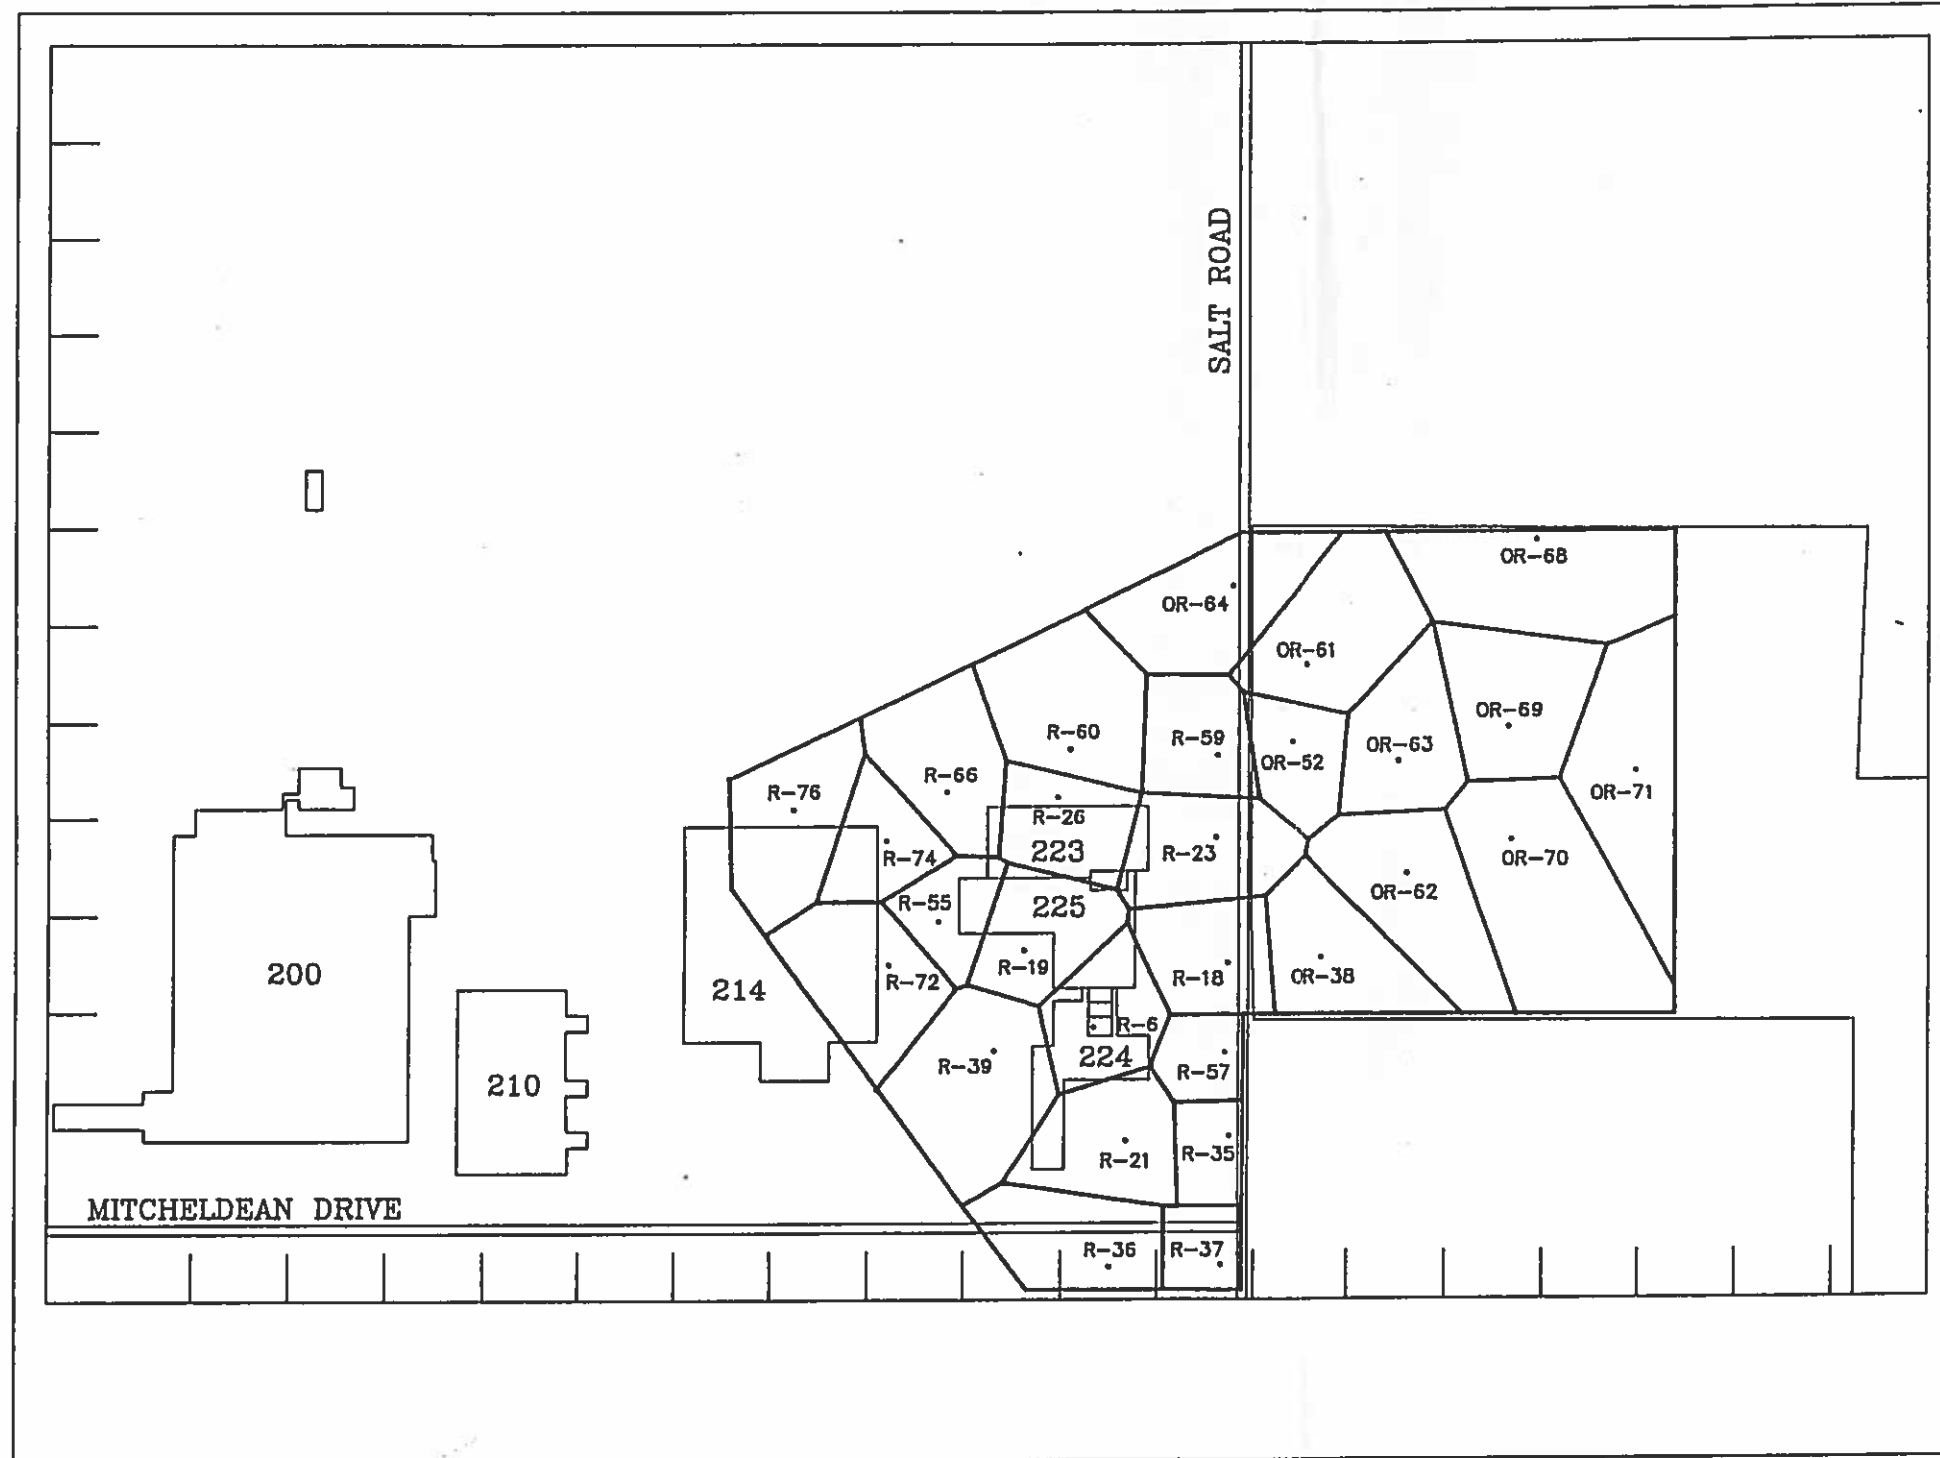 SALT ROAD
OR-68
OR-64
OR-61
OR-69
R-60
R-59
OR-63
OR-52
R-66
R-76
OR-71
R-26
223
R-23
R-74
OR-70
OR-62
R-55
225
R-19
R-18
OR-38
200
R-72
214
R-6
224
R-39
R-57
210
R-21
R-35
MITCHELDEAN DRIVE
R-36
R-37